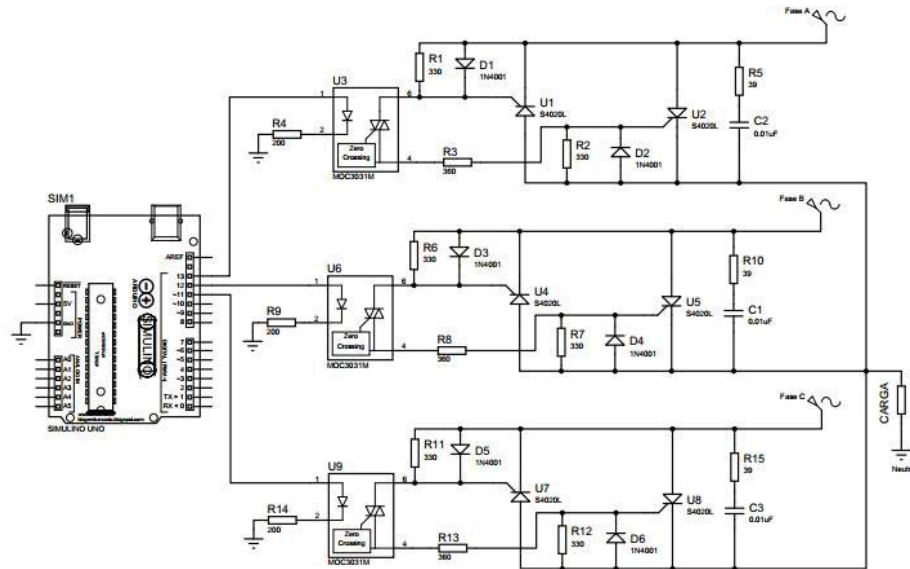 Fase A
R1
330
D1
1N4001
U3
1
6
R4
200
2
Zero
Crossing
4
MOC3031M
R3
360
U1
S4020L
R2
330
D2
1N4001
U2
S4020L
R5
39
C2
0.01uF
Fase B
R6
330
D3
1N4001
U6
1
6
R9
200
2
Zero
Crossing
4
MOC3031M
R8
360
U4
S4020L
R7
330
D4
1N4001
U5
S4020L
R10
39
C1
0.01uF
CARGA
Fase C
R11
330
D5
1N4001
U9
1
6
R14
200
2
Zero
Crossing
4
MOC3031M
R13
360
U7
S4020L
R12
330
D6
1N4001
U8
S4020L
R15
39
C3
0.01uF
SIM1
AREF
13
12
~11
~10
~9
8
7
~6
~5
4
~3
2
TX > 1
RX < 0
RESET
5V
GND
POWER
A0
A1
A2
A3
A4
A5
ANALOG IN
ARDUINO
SIMULINO
SIMULINO UNO